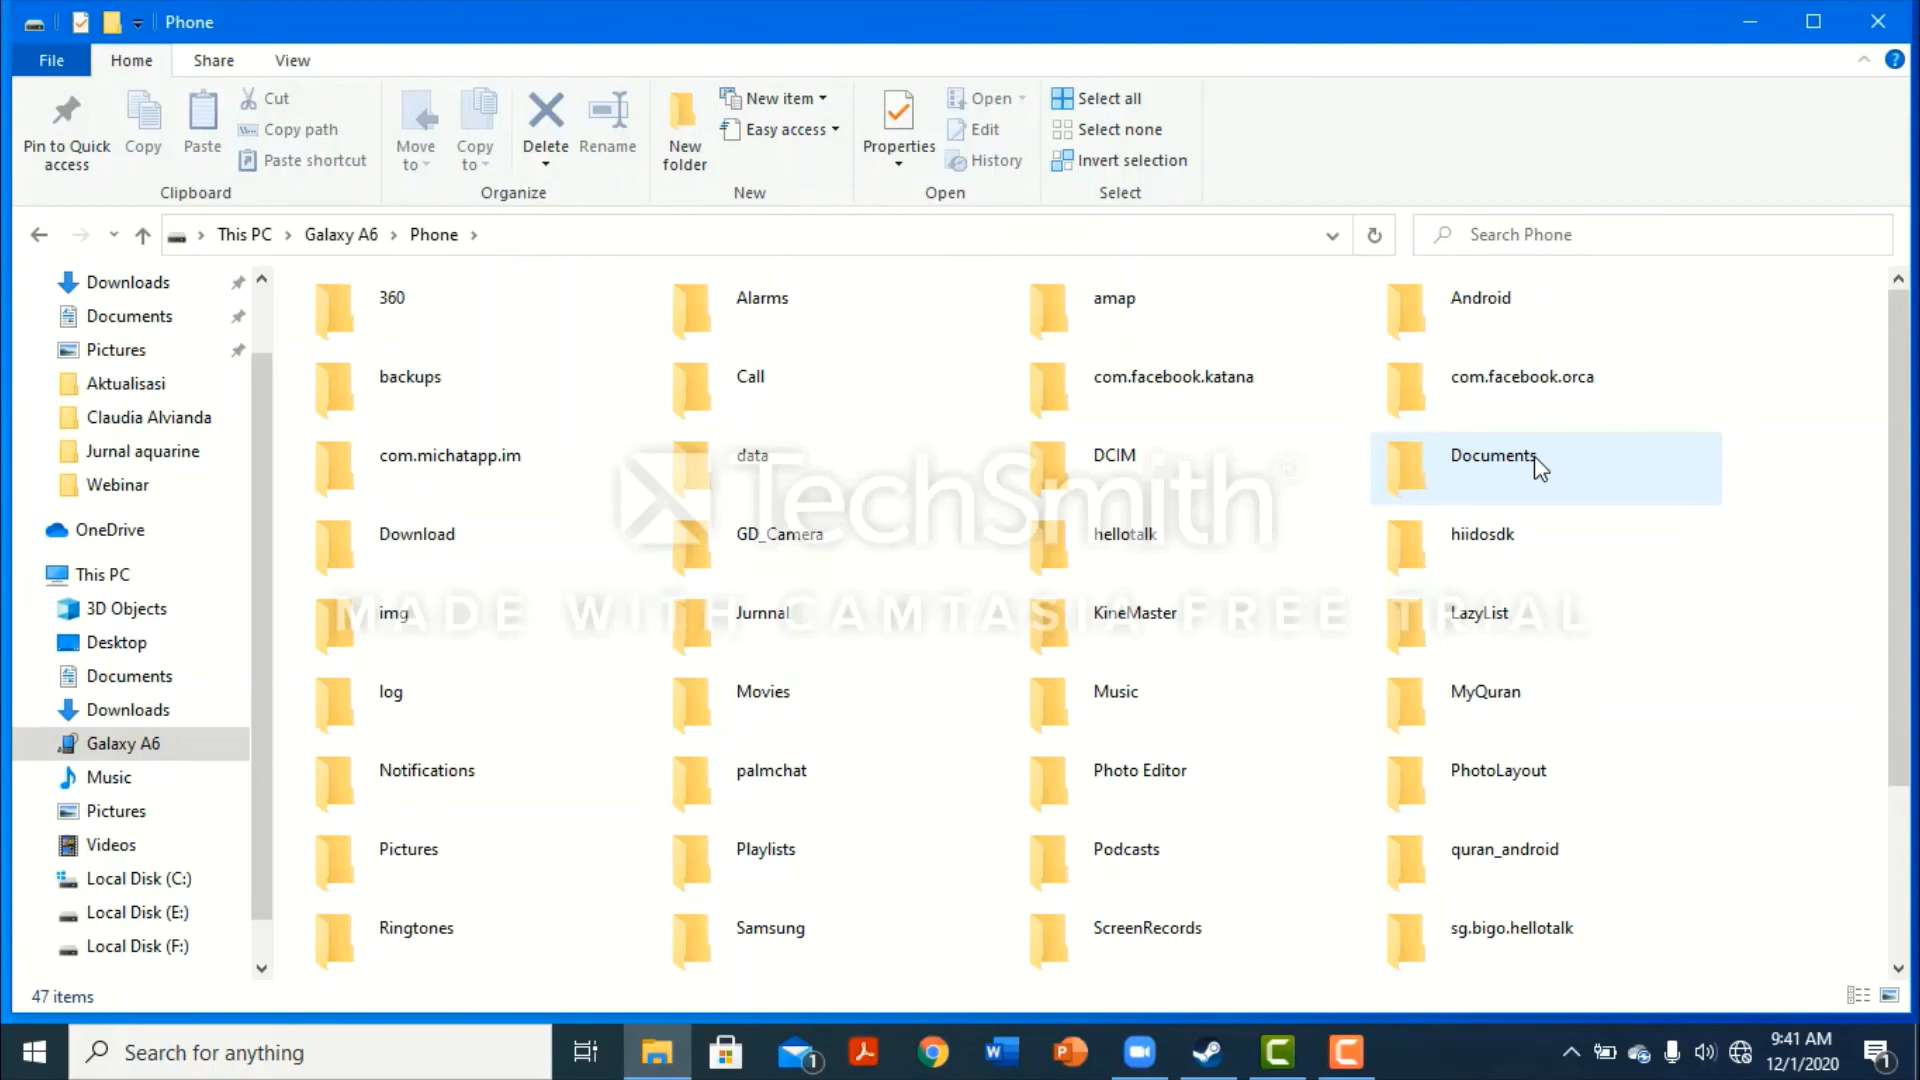 Phone
File Home Share View
Pin to Quick access
Copy
Paste
Cut
Copy path
Paste shortcut
Clipboard
Move to
Copy to
Delete
Rename
Organize
New folder
New item
Easy access
New
Properties
Open
Edit
History
Open
Select all
Select none
Invert selection
Select
This PC > Galaxy A6 > Phone >
Search Phone
Downloads
Documents
Pictures
Aktualisasi
Claudia Alvianda
Jurnal aquarine
Webinar
OneDrive
This PC
3D Objects
Desktop
Documents
Downloads
Galaxy A6
Music
Pictures
Videos
Local Disk (C:)
Local Disk (E:)
Local Disk (F:)
360 Alarms amap Android
backups Call com.facebook.katana com.facebook.orca
com.michatapp.im data DCIM Documents
TechSmith®
Download GD_Camera hellotalk hiidosdk
img Jurnnal KineMaster LazyList
MADE WITH CAMTASIA FREE TRIAL
log Movies Music MyQuran
Notifications palmchat Photo Editor PhotoLayout
Pictures Playlists Podcasts quran_android
Ringtones Samsung ScreenRecords sg.bigo.hellotalk
47 items
Search for anything
1
9:41 AM
12/1/2020
1